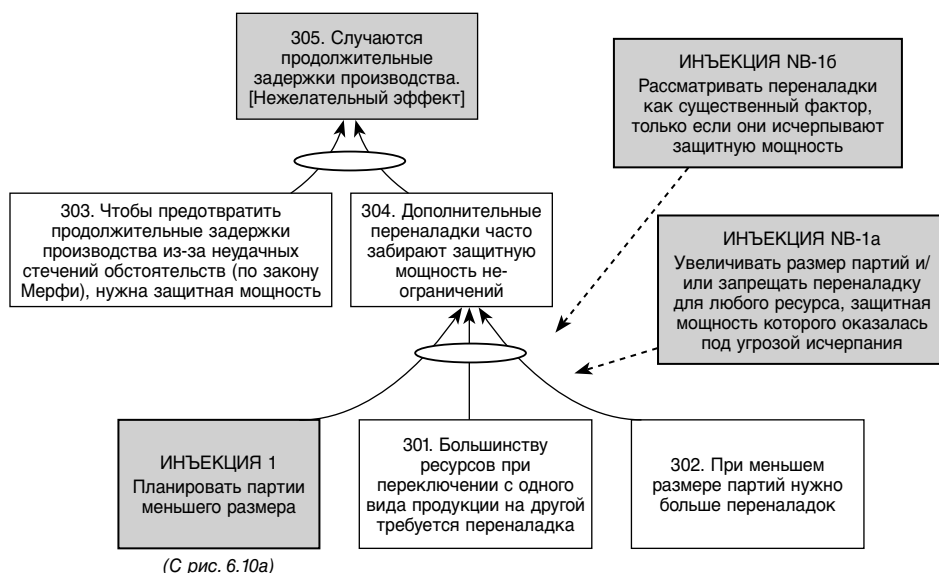 305. Случаются
продолжительные
задержки производства.
[Нежелательный эффект]
ИНЪЕКЦИЯ NB-1б
Рассматривать переналадки
как существенный фактор,
только если они исчерпывают
защитную мощность
303. Чтобы предотвратить
продолжительные задержки
производства из-за неудачных
стечений обстоятельств (по закону
Мерфи), нужна защитная мощность
304. Дополнительные
переналадки часто
забирают защитную
мощность не-
ограничений
ИНЪЕКЦИЯ NB-1а
Увеличивать размер партий и/
или запрещать переналадку
для любого ресурса, защитная
мощность которого оказалась
под угрозой исчерпания
ИНЪЕКЦИЯ 1
Планировать партии
меньшего размера
301. Большинству
ресурсов при
переключении с одного
вида продукции на другой
требуется переналадка
302. При меньшем
размере партий нужно
больше переналадок
(С рис. 6.10а)